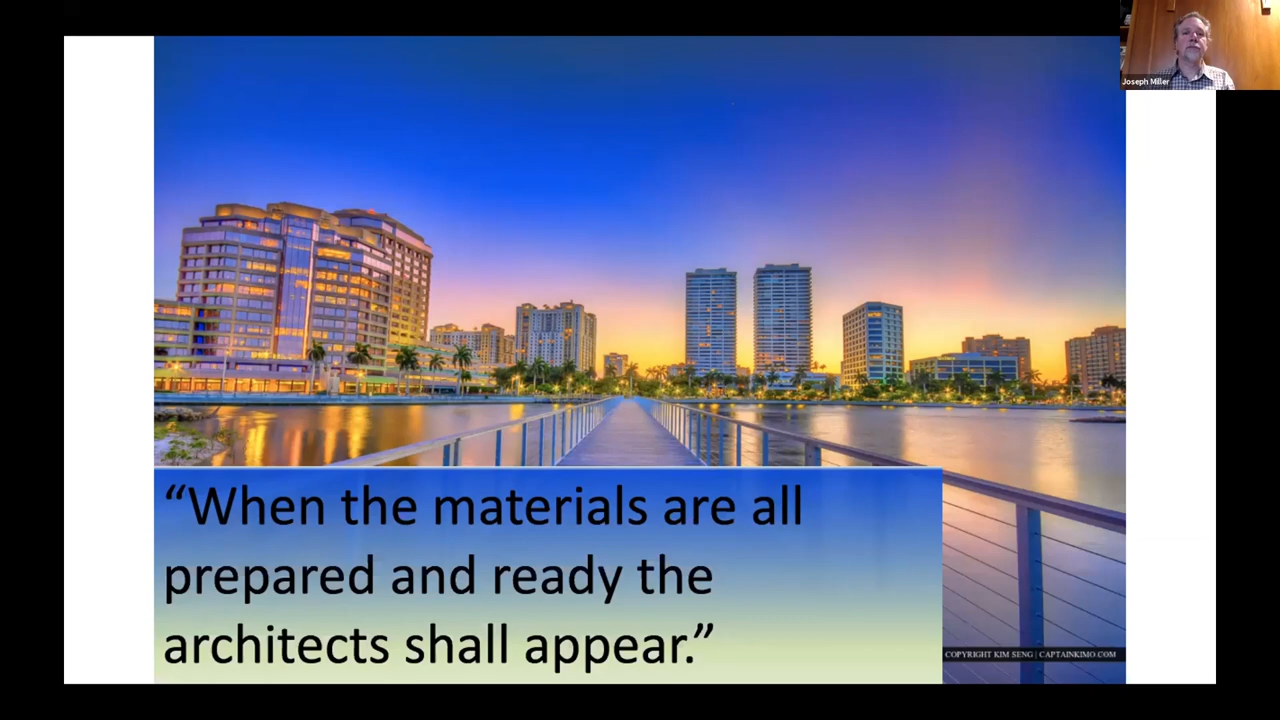 Joseph Miller
“When the materials are all
prepared and ready the
architects shall appear.”
COPYRIGHT KIM SENG | CAPTAINKIMO.COM